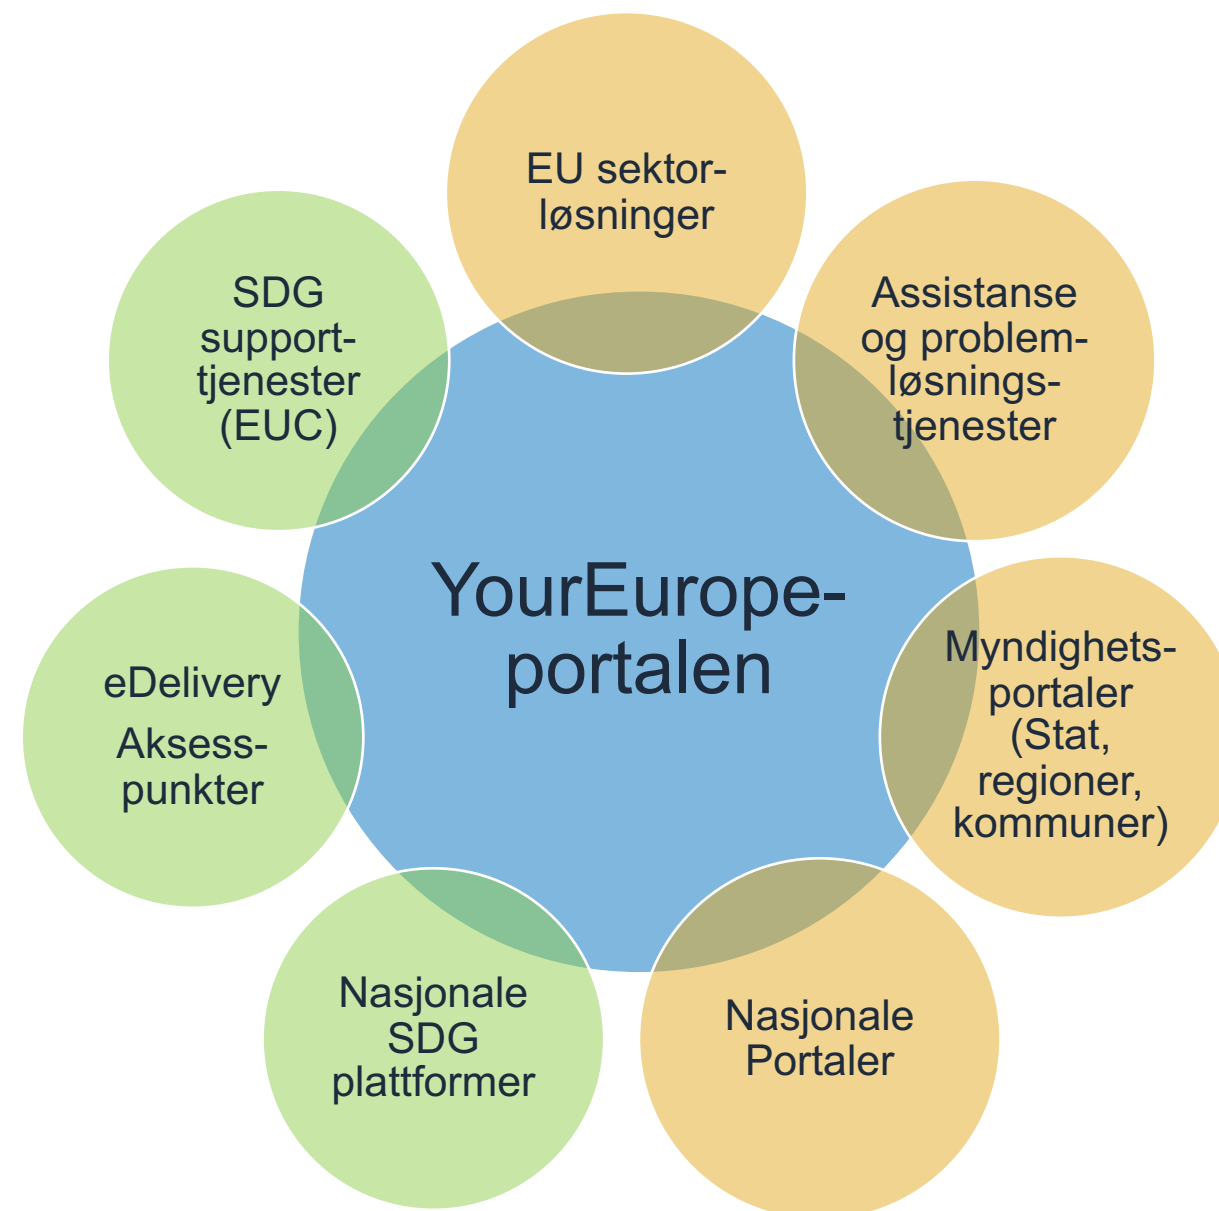 EU sektor-
løsninger
Assistanse
og problem-
løsnings-
tjenester
Myndighets-
portaler
(Stat,
regioner,
kommuner)
Nasjonale
Portaler
Nasjonale
SDG
plattformer
eDelivery
Aksess-
punkter
SDG
support-
tjenester
(EUC)
YourEurope-
portalen